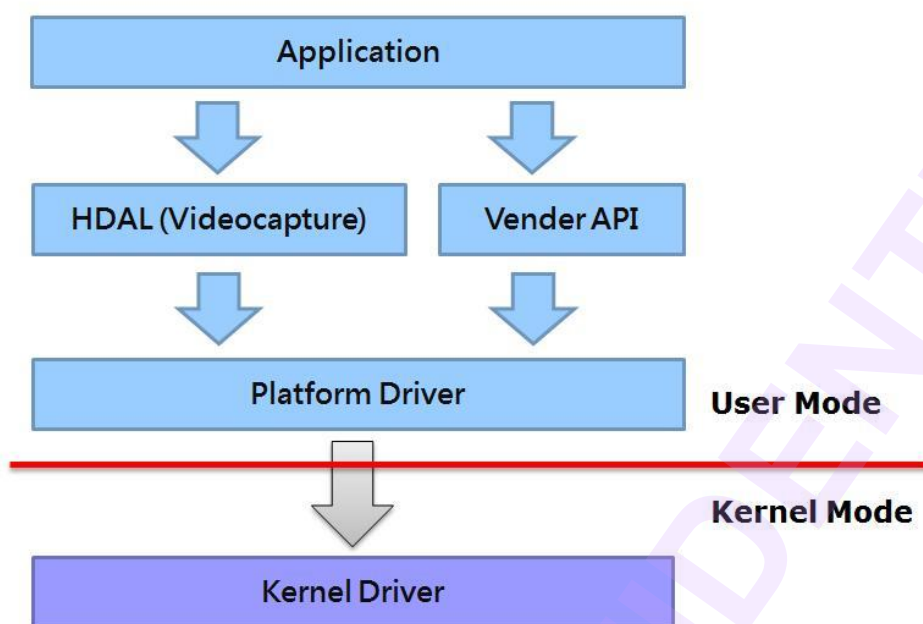 Application
HDAL (Videocapture)
Vender API
Platform Driver
User Mode
Kernel Mode
Kernel Driver